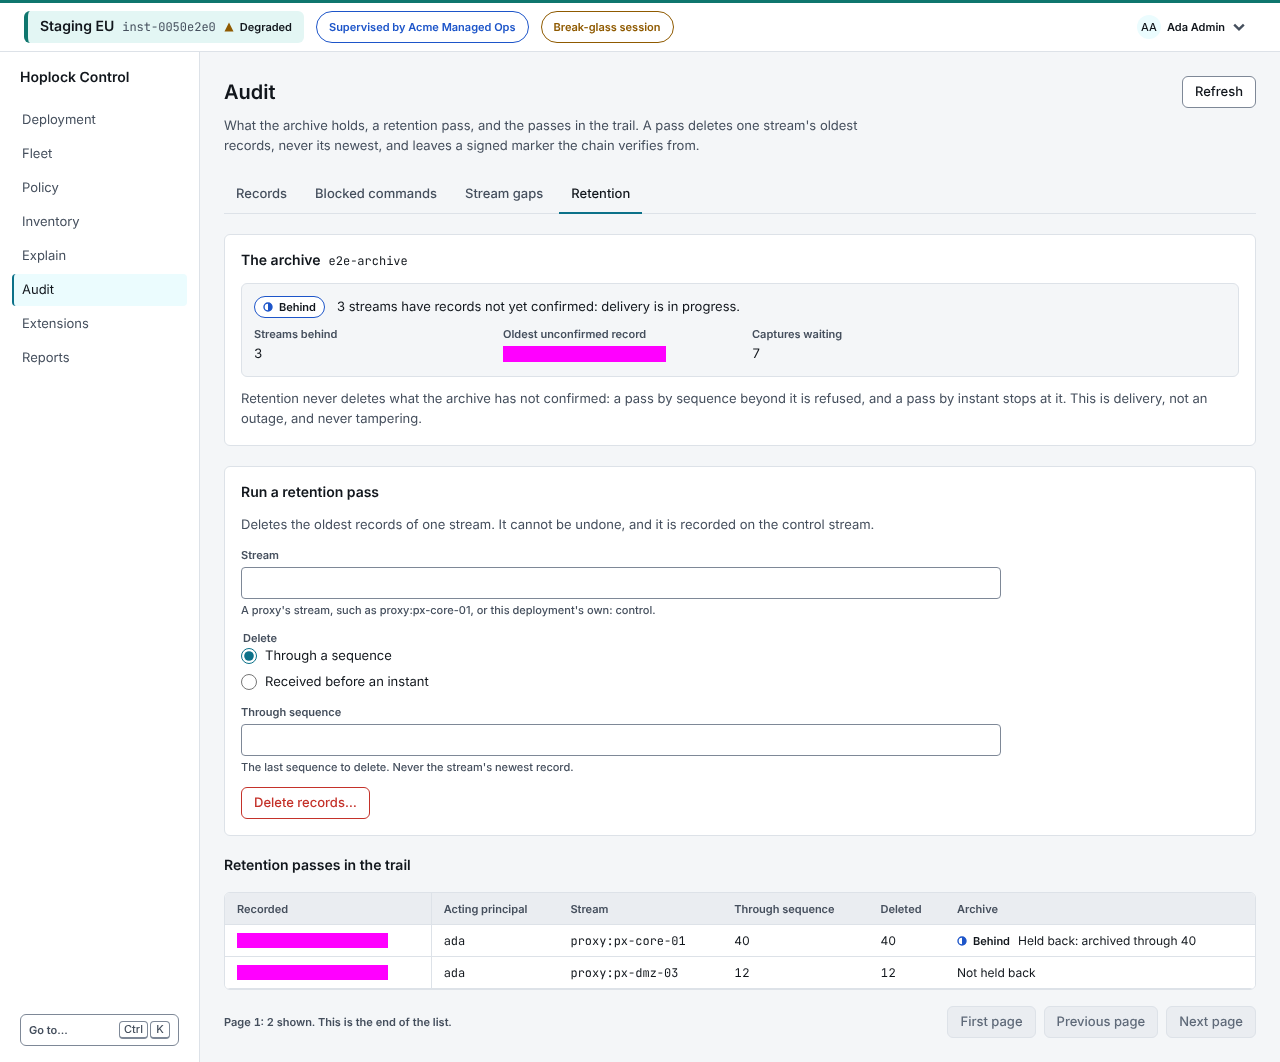 Staging EU inst-0050e2e0 Degraded
Supervised by Acme Managed Ops
Break-glass session
AA Ada Admin
Hoplock Control
Deployment
Fleet
Policy
Inventory
Explain
Audit
Extensions
Reports
Go to...
Ctrl K
Audit
Refresh
What the archive holds, a retention pass, and the passes in the trail. A pass deletes one stream's oldest
records, never its newest, and leaves a signed marker the chain verifies from.
Records Blocked commands Stream gaps Retention
The archive e2e-archive
Behind 3 streams have records not yet confirmed: delivery is in progress.
Streams behind Oldest unconfirmed record Captures waiting
3 7
Retention never deletes what the archive has not confirmed: a pass by sequence beyond it is refused, and a pass by instant stops at it. This is delivery, not an
outage, and never tampering.
Run a retention pass
Deletes the oldest records of one stream. It cannot be undone, and it is recorded on the control stream.
Stream
A proxy's stream, such as proxy:px-core-01, or this deployment's own: control.
Delete
Through a sequence
Received before an instant
Through sequence
The last sequence to delete. Never the stream's newest record.
Delete records...
Retention passes in the trail
Recorded Acting principal Stream Through sequence Deleted Archive
ada proxy:px-core-01 40 40 Behind Held back: archived through 40
ada proxy:px-dmz-03 12 12 Not held back
Page 1: 2 shown. This is the end of the list.
First page Previous page Next page